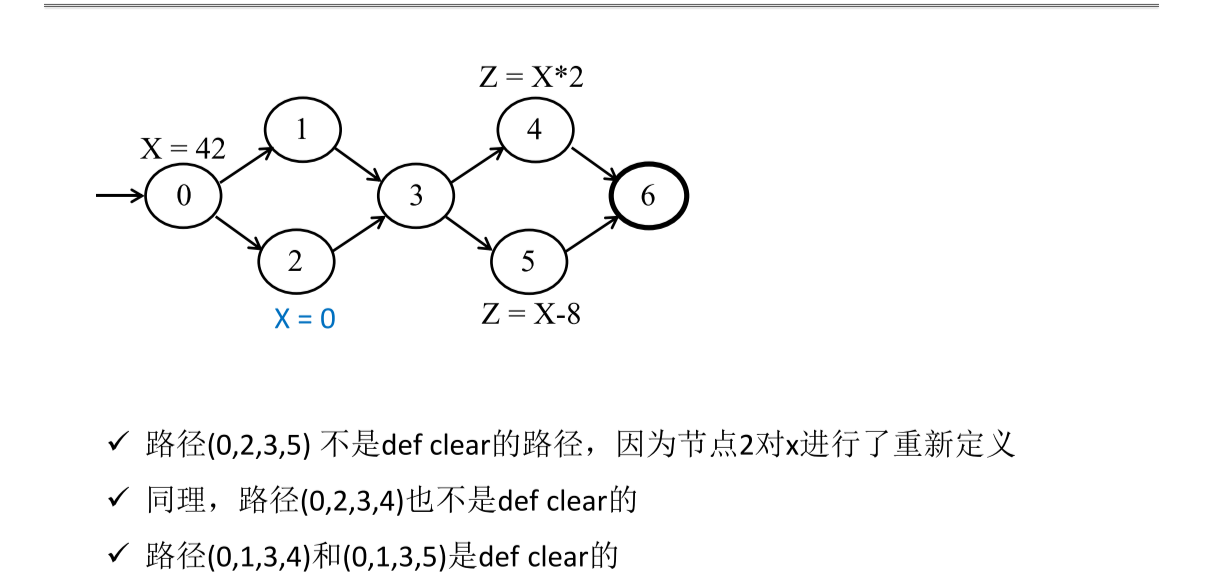 Z = X*2
1
4
X = 42
0
3
6
2
5
X = 0
Z = X-8
✓ 路径(0,2,3,5) 不是def clear的路径，因为节点2对x进行了重新定义
✓ 同理，路径(0,2,3,4)也不是def clear的
✓ 路径(0,1,3,4)和(0,1,3,5)是def clear的